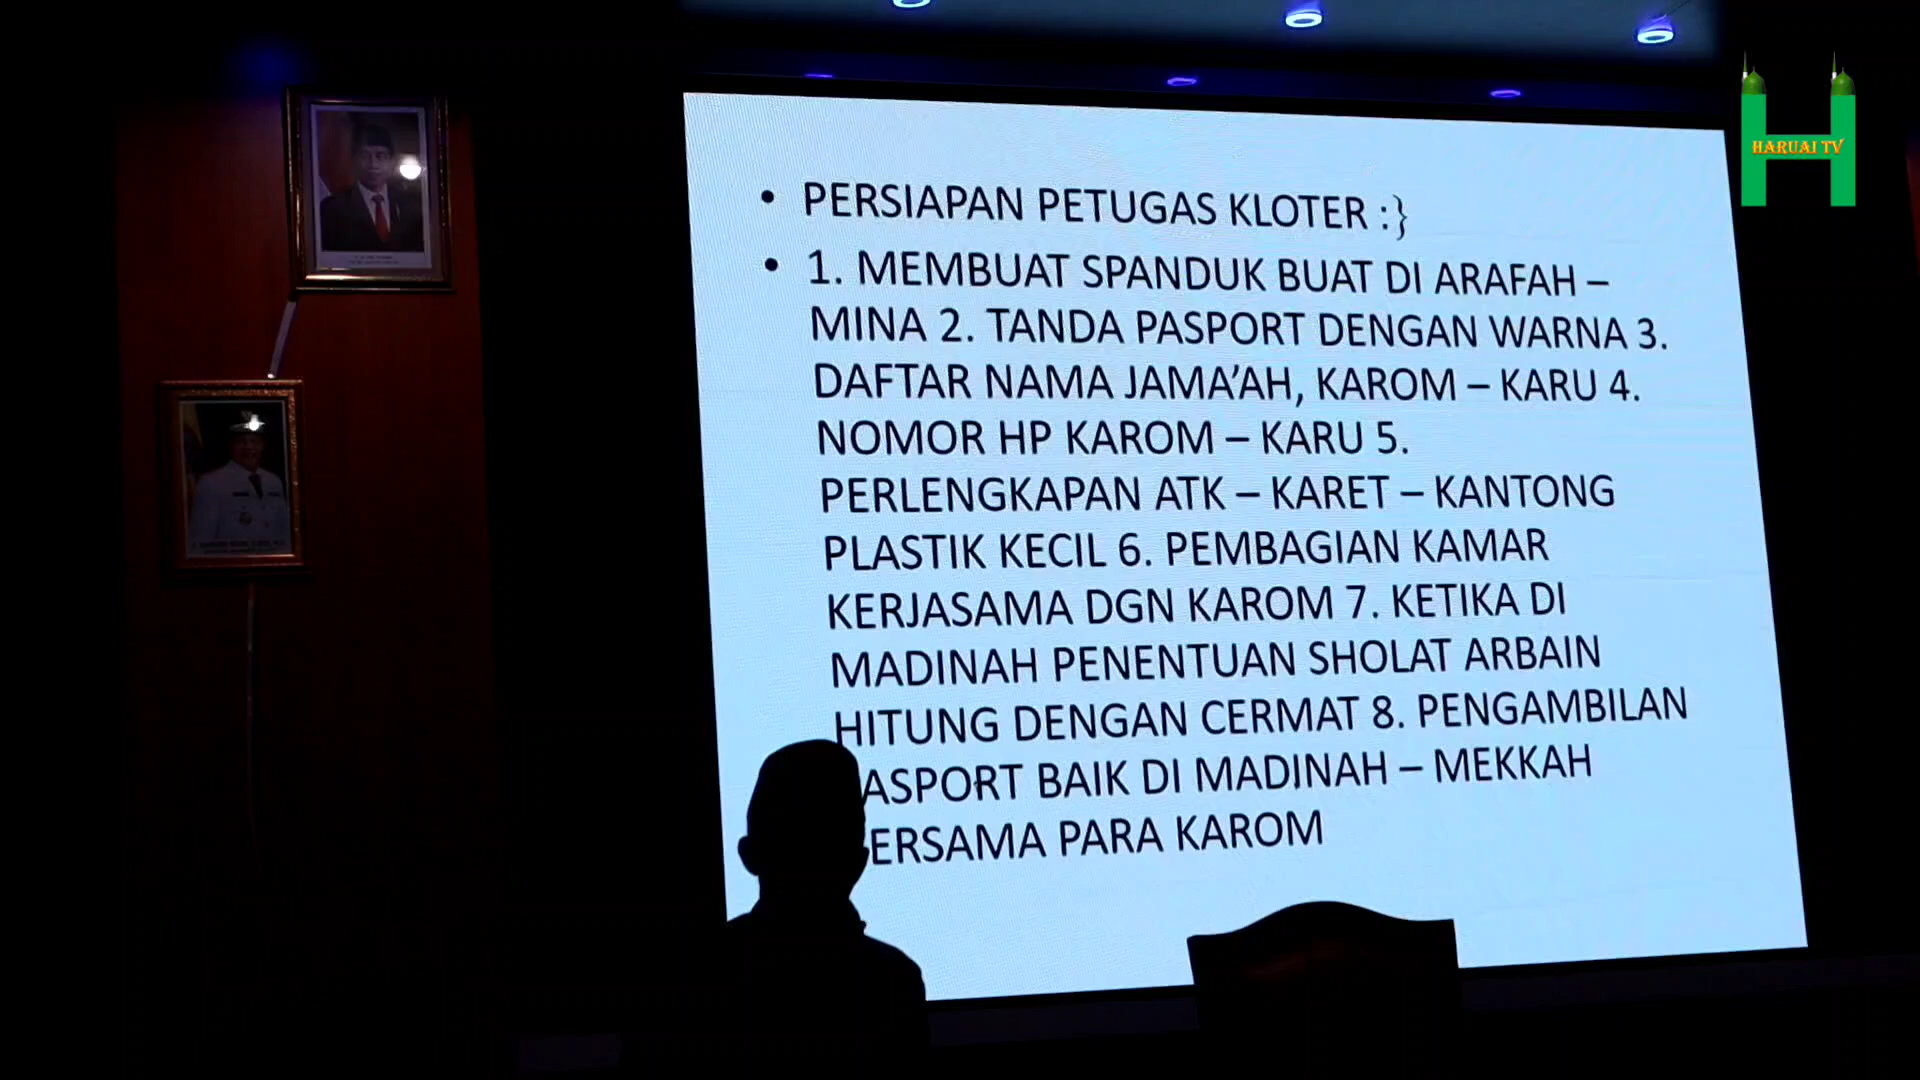 HARUAI TV
• PERSIAPAN PETUGAS KLOTER :}
• 1. MEMBUAT SPANDUK BUAT DI ARAFAH –
MINA 2. TANDA PASPORT DENGAN WARNA 3.
DAFTAR NAMA JAMA’AH, KAROM – KARU 4.
NOMOR HP KAROM – KARU 5.
PERLENGKAPAN ATK – KARET – KANTONG
PLASTIK KECIL 6. PEMBAGIAN KAMAR
KERJASAMA DGN KAROM 7. KETIKA DI
MADINAH PENENTUAN SHOLAT ARBAIN
HITUNG DENGAN CERMAT 8. PENGAMBILAN
ASPORT BAIK DI MADINAH – MEKKAH
ERSAMA PARA KAROM